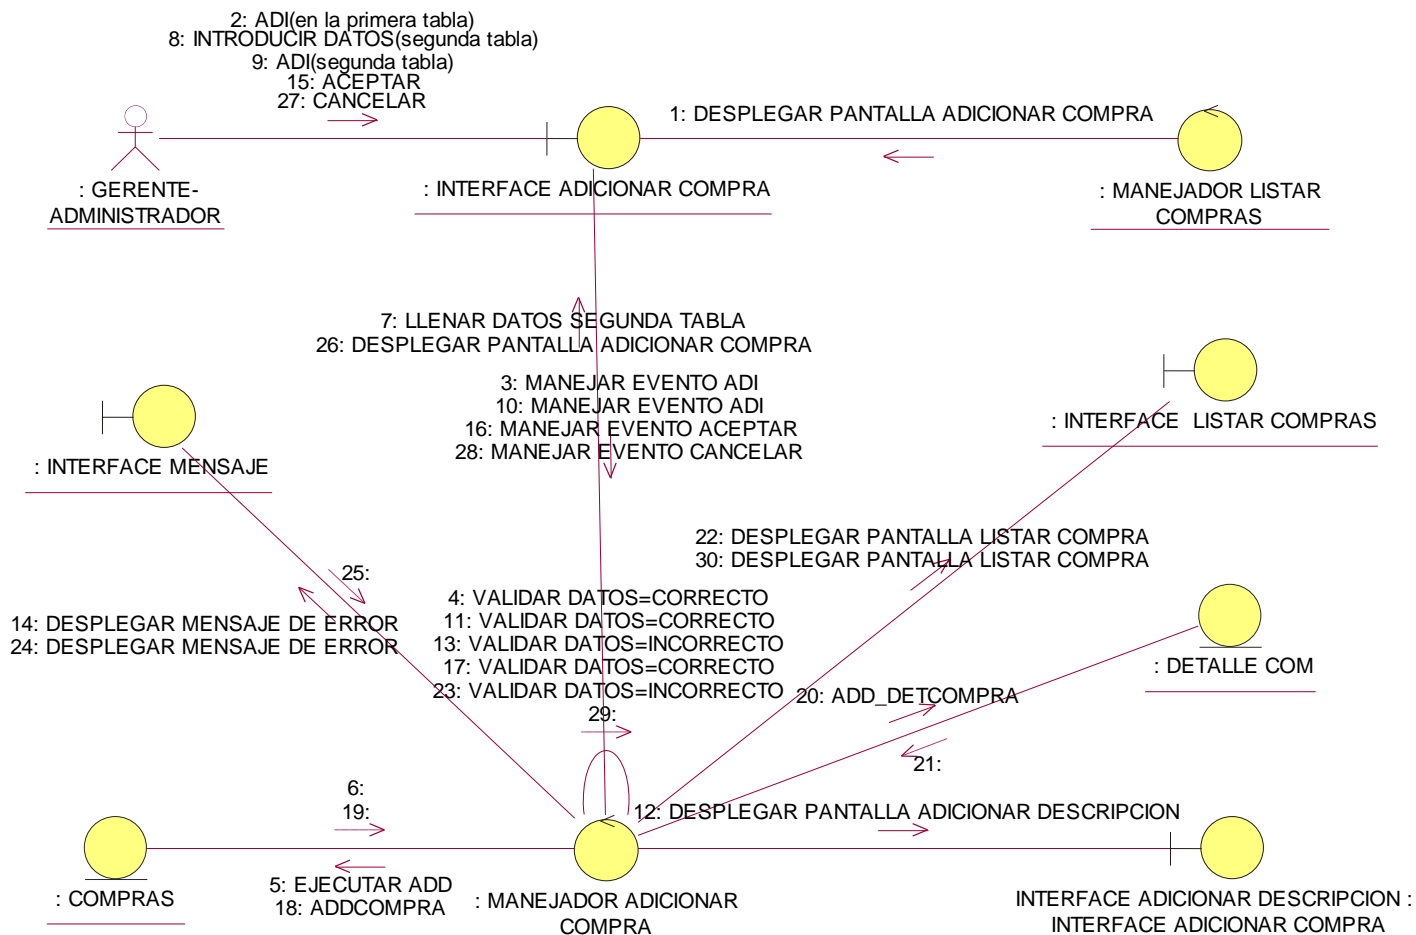 2: ADI(en la primera tabla)
8: INTRODUCIR DATOS(segunda tabla)
9: ADI(segunda tabla)
15: ACEPTAR
27: CANCELAR
1: DESPLEGAR PANTALLA ADICIONAR COMPRA
: GERENTE-
ADMINISTRADOR
: INTERFACE ADICIONAR COMPRA
: MANEJADOR LISTAR
COMPRAS
7: LLENAR DATOS SEGUNDA TABLA
26: DESPLEGAR PANTALLA ADICIONAR COMPRA
3: MANEJAR EVENTO ADI
10: MANEJAR EVENTO ADI
16: MANEJAR EVENTO ACEPTAR
28: MANEJAR EVENTO CANCELAR
: INTERFACE MENSAJE
: INTERFACE  LISTAR COMPRAS
22: DESPLEGAR PANTALLA LISTAR COMPRA
30: DESPLEGAR PANTALLA LISTAR COMPRA
25:
14: DESPLEGAR MENSAJE DE ERROR
24: DESPLEGAR MENSAJE DE ERROR
4: VALIDAR DATOS=CORRECTO
11: VALIDAR DATOS=CORRECTO
13: VALIDAR DATOS=INCORRECTO
17: VALIDAR DATOS=CORRECTO
23: VALIDAR DATOS=INCORRECTO
29:
: DETALLE COM
20: ADD_DETCOMPRA
21:
6:
19:
12: DESPLEGAR PANTALLA ADICIONAR DESCRIPCION
5: EJECUTAR ADD
18: ADDCOMPRA
: COMPRAS
: MANEJADOR ADICIONAR
COMPRA
INTERFACE ADICIONAR DESCRIPCION :
INTERFACE ADICIONAR COMPRA